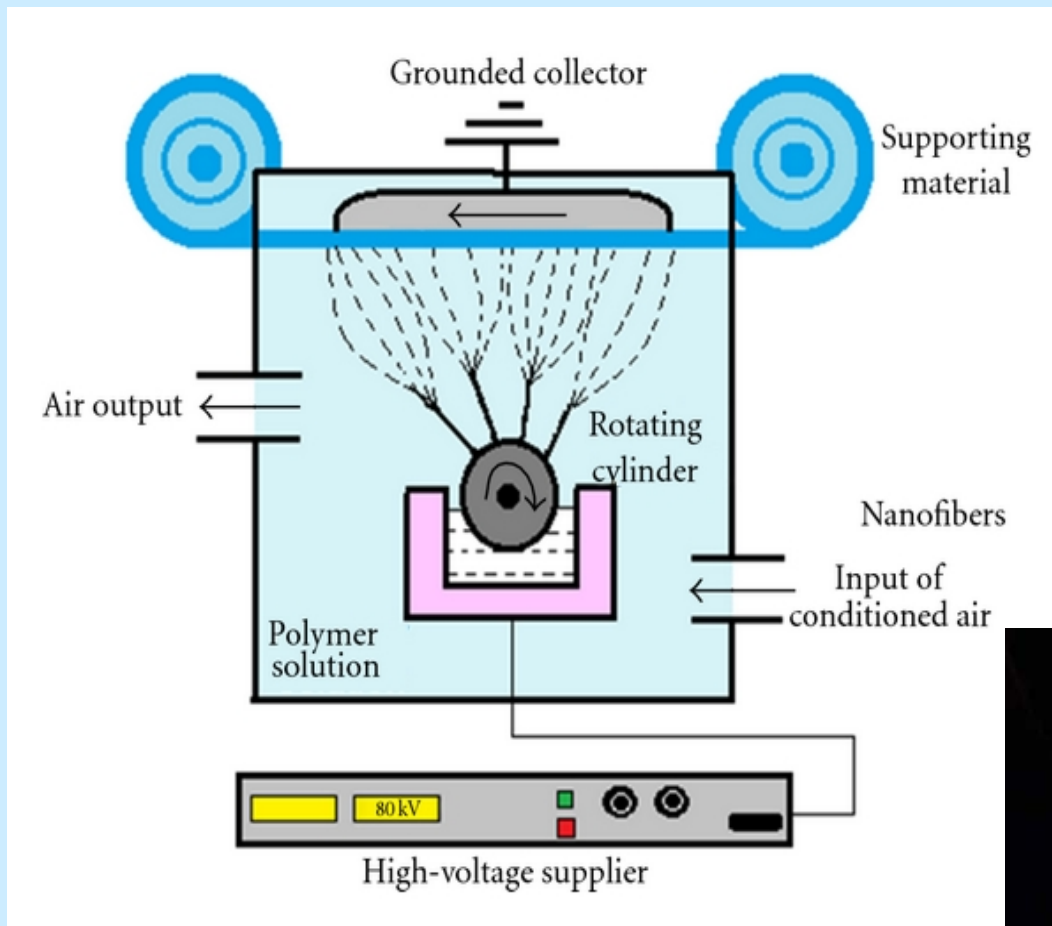 Grounded collector
Supporting
material
Air output
Rotating
cylinder
Nanofibers
Input of
conditioned air
Polymer
solution
80 kV
High-voltage supplier